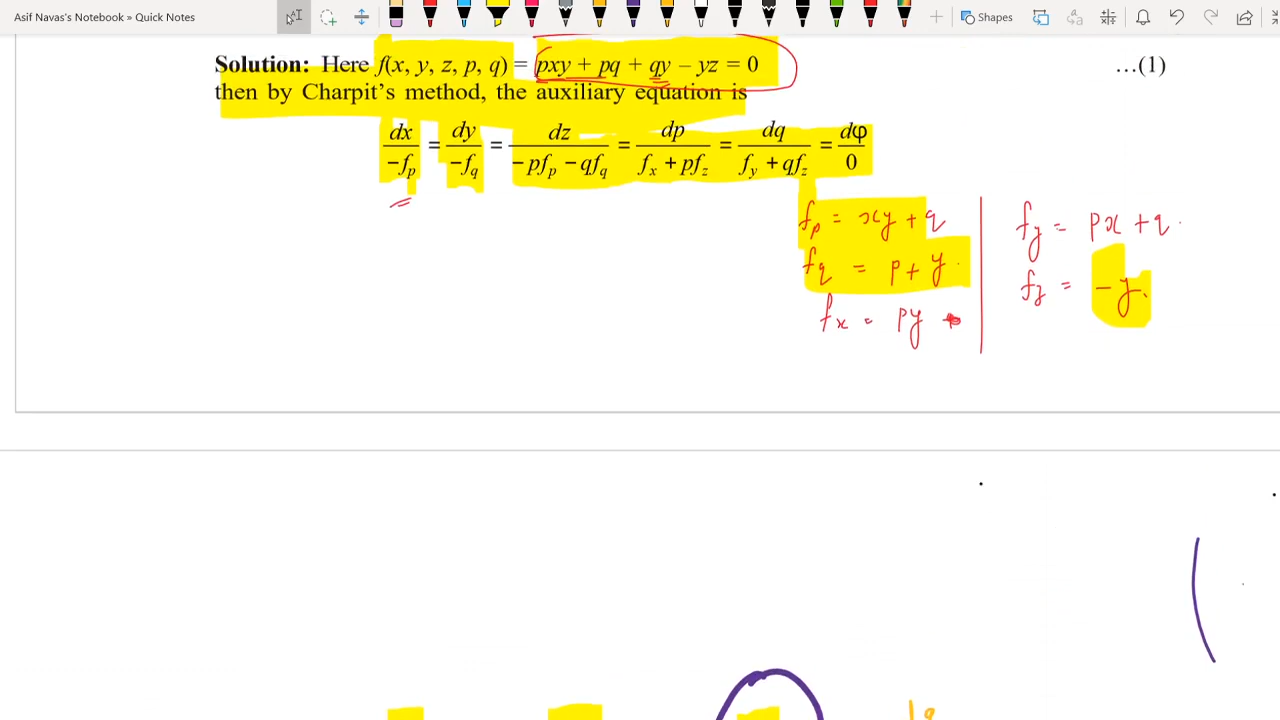 Asif Navas's Notebook » Quick Notes
Shapes
Solution: Here f(x, y, z, p, q) = pxy + pq + qy – yz = 0 ...(1)
then by Charpit's method, the auxiliary equation is
dx/−f_p = dy/−f_q = dz/−pf_p − qf_q = dp/f_x + pf_z = dq/f_y + qf_z = dφ/0
f_p = xy + q
f_q = p + y
f_x = py
f_y = px + q
f_z = −y